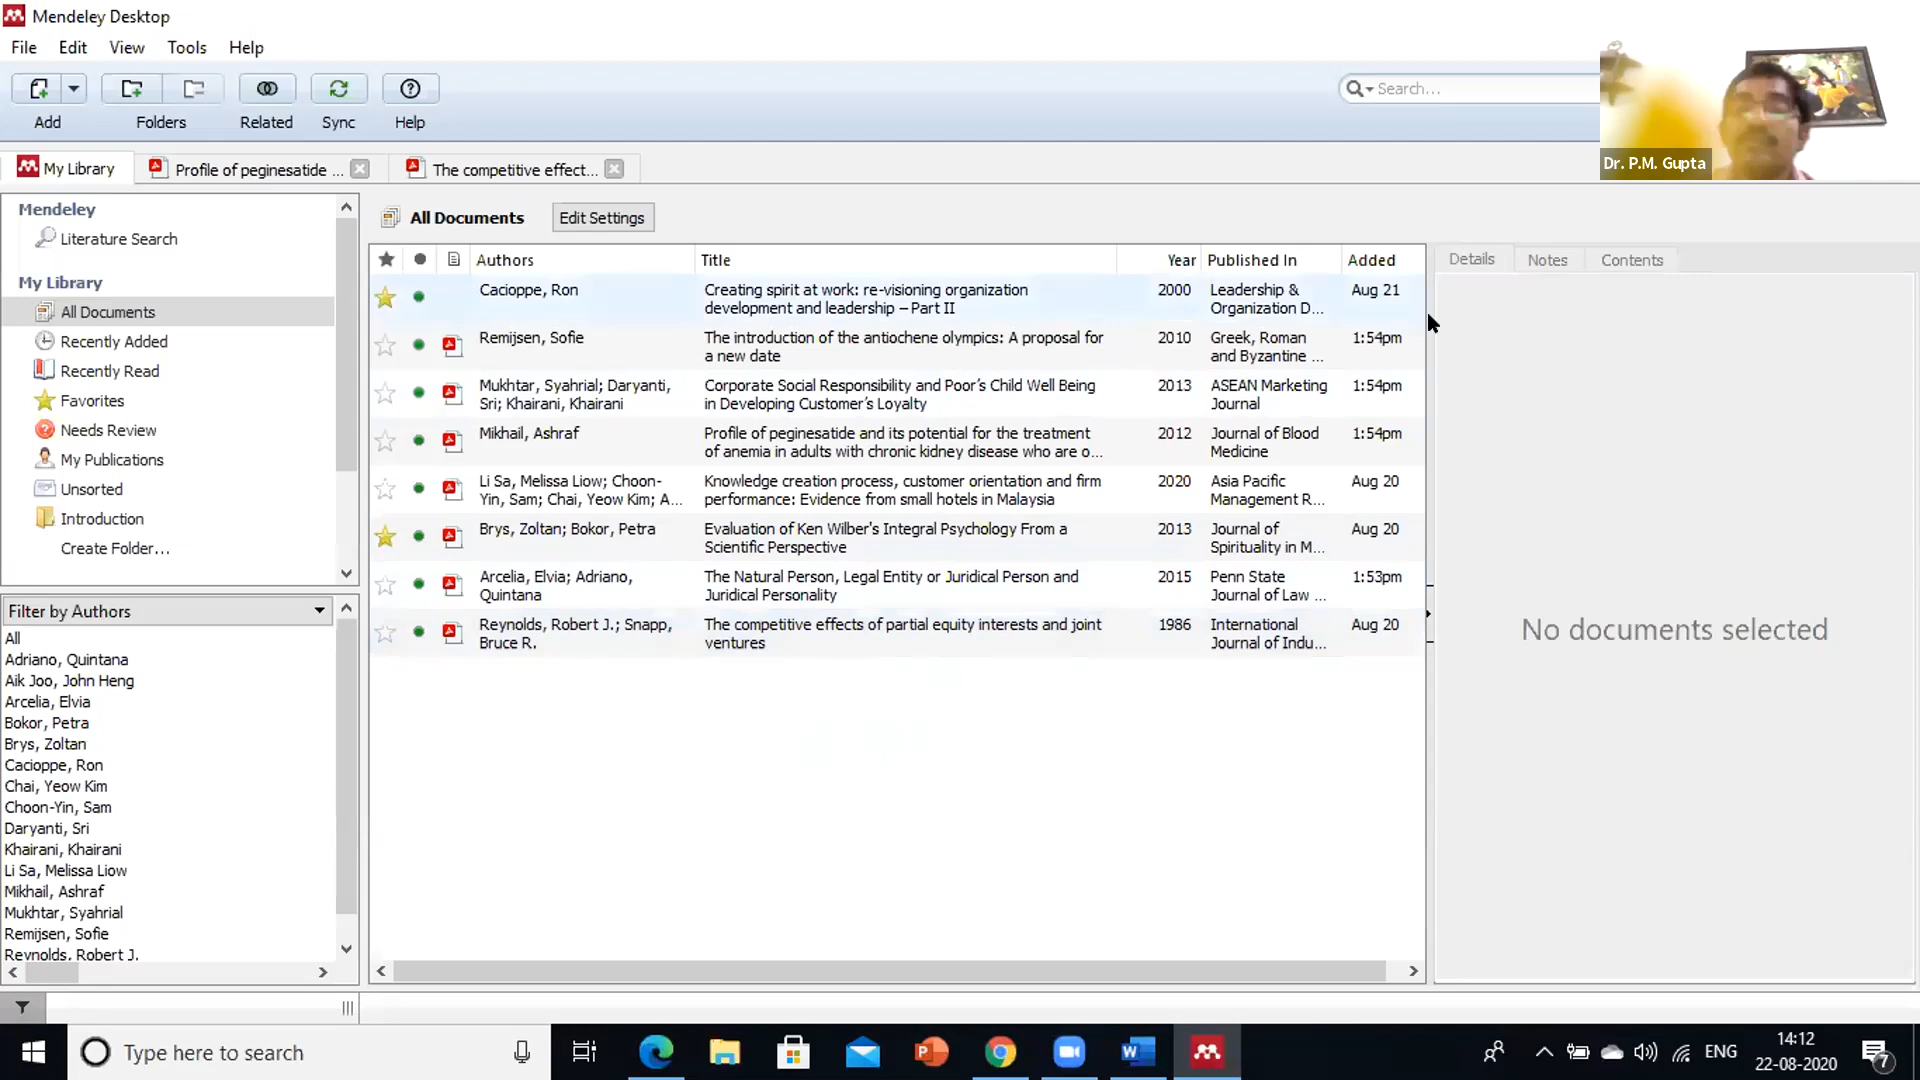 Mendeley Desktop
File Edit View Tools Help
Add Folders Related Sync Help
Search...
Dr. P.M. Gupta
My Library Profile of peginesatide ... The competitive effect...
Mendeley
Literature Search
My Library
All Documents
Recently Added
Recently Read
Favorites
Needs Review
My Publications
Unsorted
Introduction
Create Folder...
Filter by Authors
All
Adriano, Quintana
Aik Joo, John Heng
Arcelia, Elvia
Bokor, Petra
Brys, Zoltan
Cacioppe, Ron
Chai, Yeow Kim
Choon-Yin, Sam
Daryanti, Sri
Khairani, Khairani
Li Sa, Melissa Liow
Mikhail, Ashraf
Mukhtar, Syahrial
Remijsen, Sofie
Reynolds, Robert J.
All Documents Edit Settings
Authors Title Year Published In Added
Cacioppe, Ron Creating spirit at work: re-visioning organization 2000 Leadership & Aug 21
development and leadership – Part II Organization D...
Remijsen, Sofie The introduction of the antiochene olympics: A proposal for 2010 Greek, Roman 1:54pm
a new date and Byzantine ...
Mukhtar, Syahrial; Daryanti, Corporate Social Responsibility and Poor's Child Well Being 2013 ASEAN Marketing 1:54pm
Sri; Khairani, Khairani in Developing Customer's Loyalty Journal
Mikhail, Ashraf Profile of peginesatide and its potential for the treatment 2012 Journal of Blood 1:54pm
of anemia in adults with chronic kidney disease who are o... Medicine
Li Sa, Melissa Liow; Choon- Knowledge creation process, customer orientation and firm 2020 Asia Pacific Aug 20
Yin, Sam; Chai, Yeow Kim; A... performance: Evidence from small hotels in Malaysia Management R...
Brys, Zoltan; Bokor, Petra Evaluation of Ken Wilber's Integral Psychology From a 2013 Journal of Aug 20
Scientific Perspective Spirituality in M...
Arcelia, Elvia; Adriano, The Natural Person, Legal Entity or Juridical Person and 2015 Penn State 1:53pm
Quintana Juridical Personality Journal of Law ...
Reynolds, Robert J.; Snapp, The competitive effects of partial equity interests and joint 1986 International Aug 20
Bruce R. ventures Journal of Indu...
Details Notes Contents
No documents selected
Type here to search
ENG
14:12
22-08-2020
7